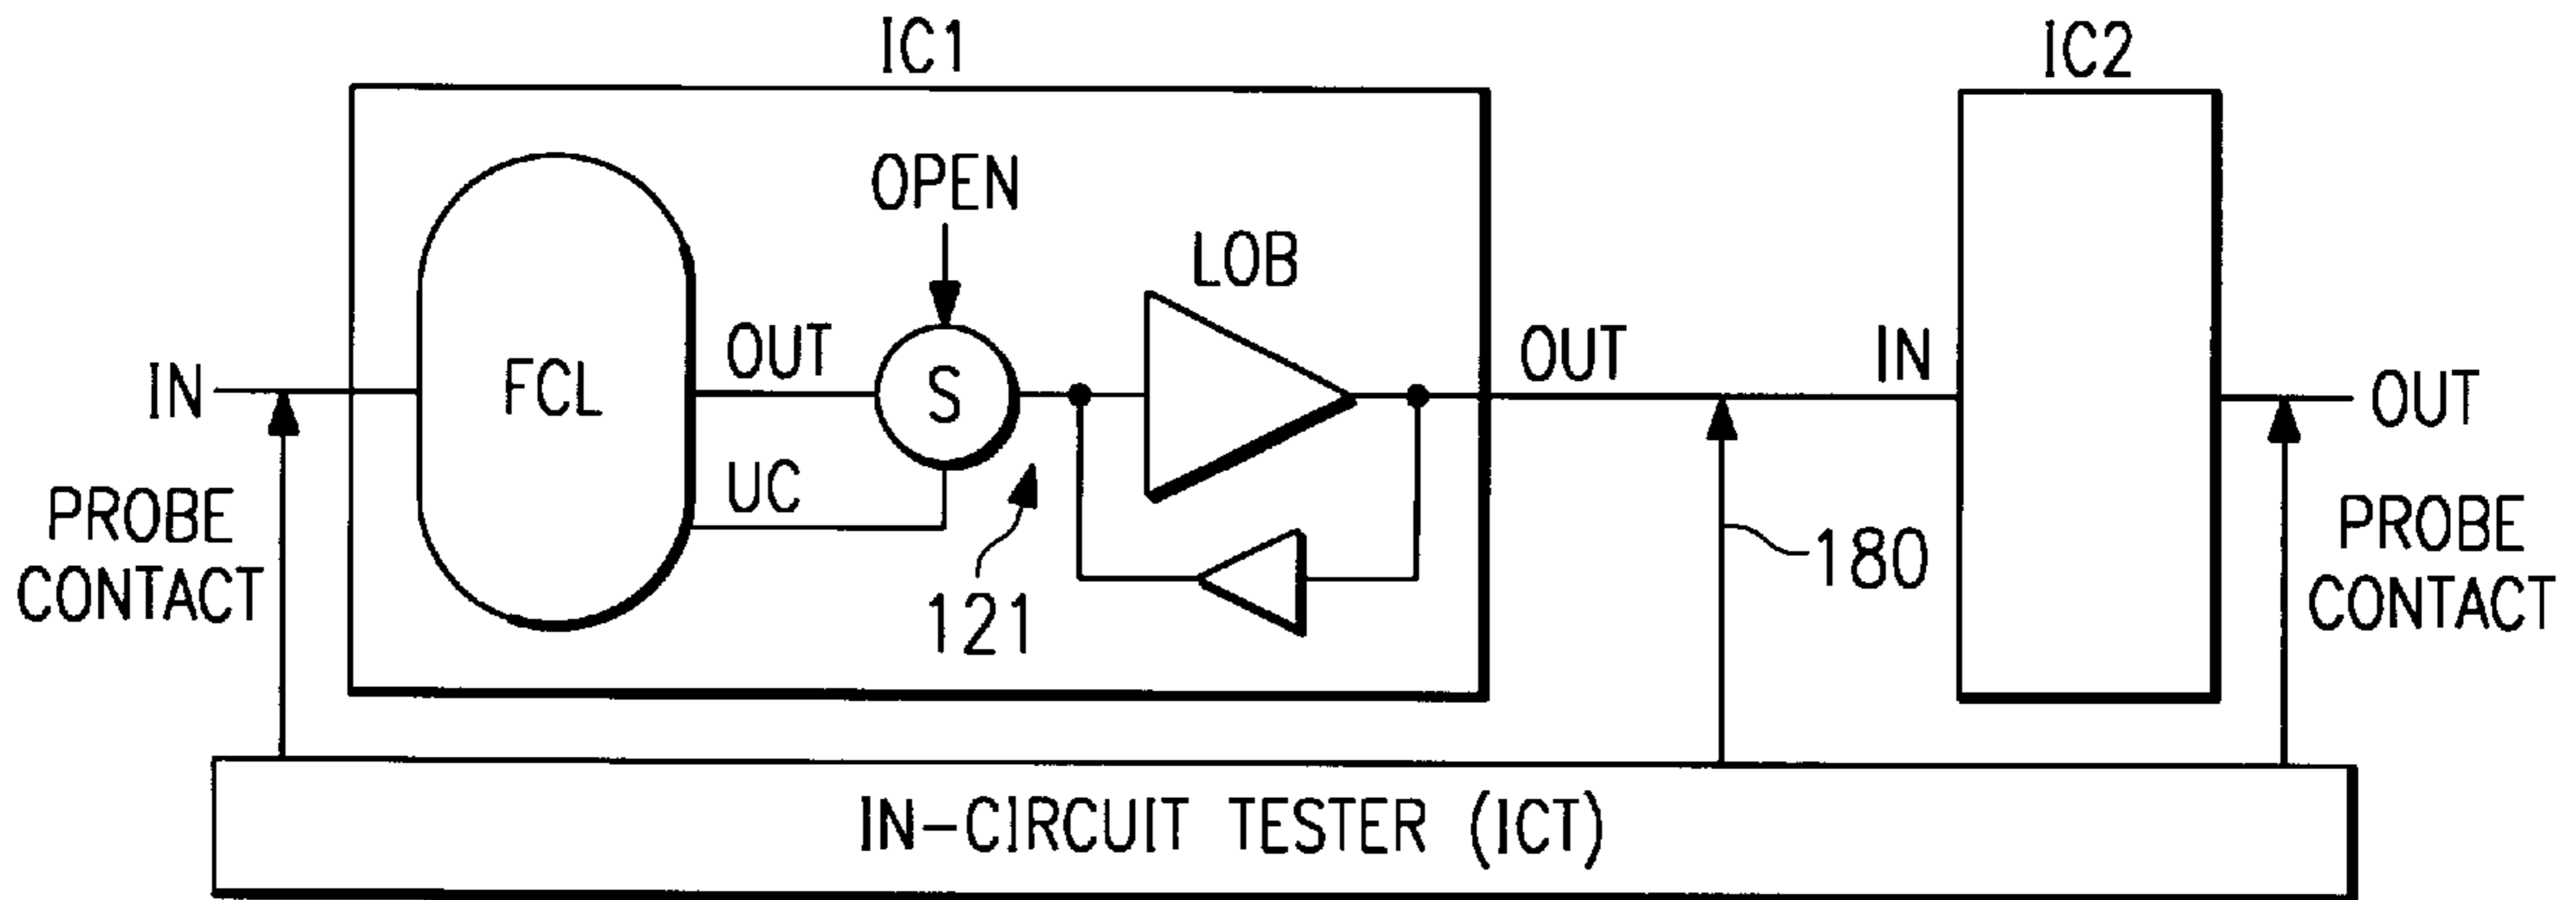 IC1
IC2
OPEN
LOB
IN
FCL
OUT
S
OUT
IN
OUT
UC
PROBE
CONTACT
121
180
PROBE
CONTACT
IN-CIRCUIT TESTER (ICT)